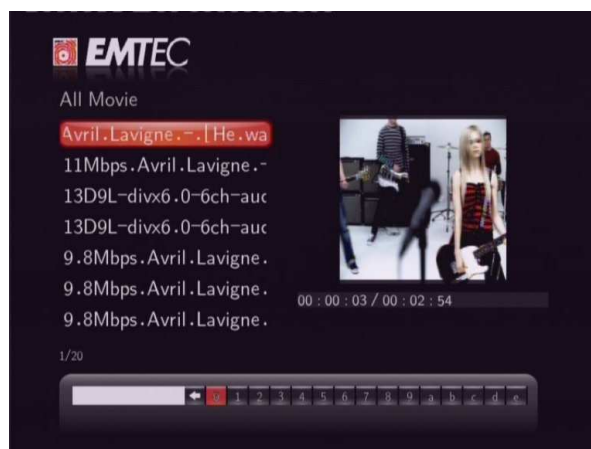 EMTEC
All Movie
Avril.Lavigne.-.[He.wa
11Mbps.Avril.Lavigne.-
13D9L-divx6.0-6ch-auc
13D9L-divx6.0-6ch-auc
9.8Mbps.Avril.Lavigne.
9.8Mbps.Avril.Lavigne.
9.8Mbps.Avril.Lavigne.
00 : 00 : 03 / 00 : 02 : 54
1/20
0 1 2 3 4 5 6 7 8 9 a b c d e